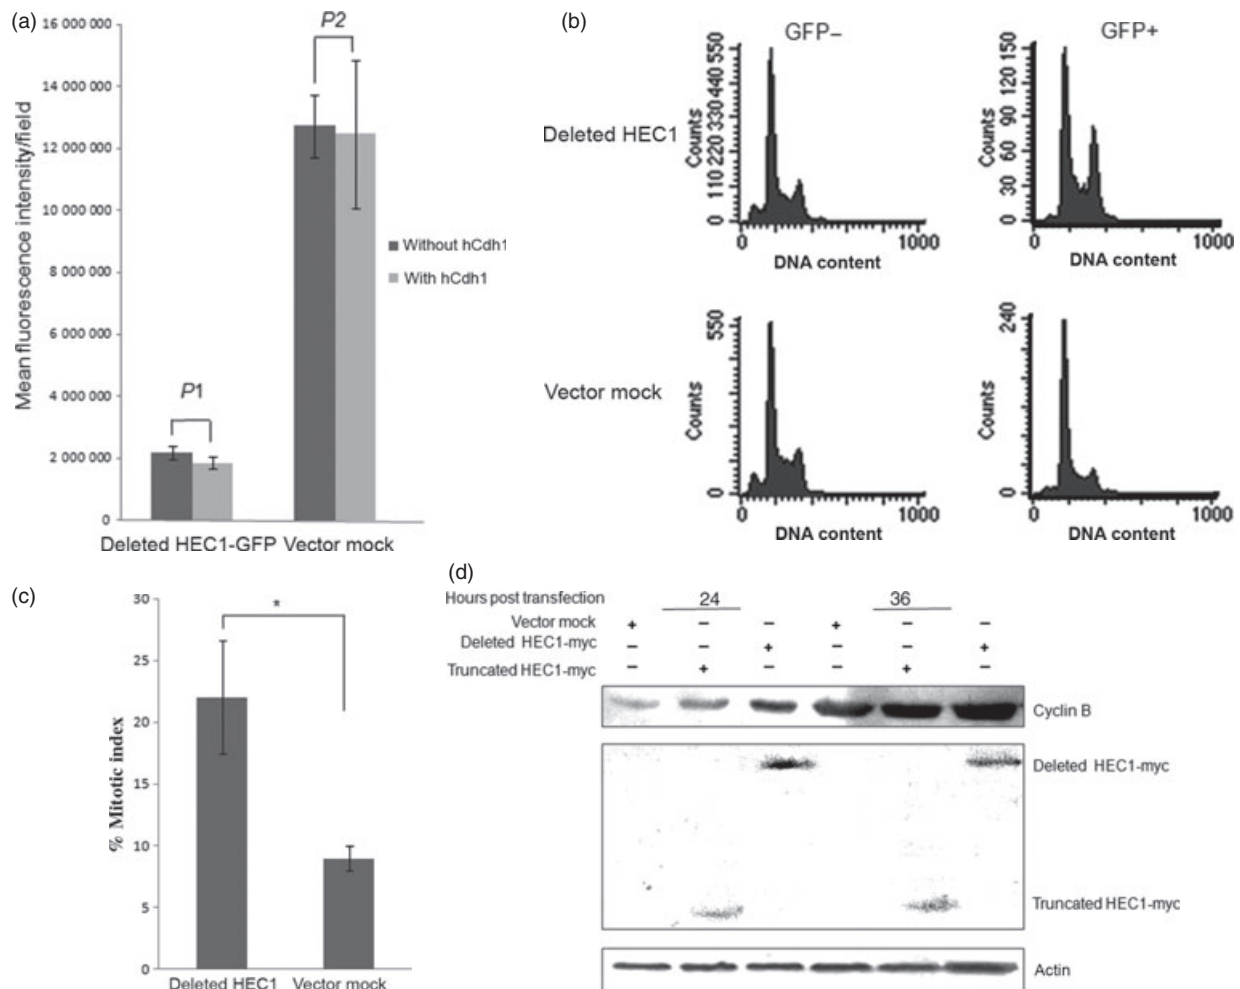 (a)
16 000 000
14 000 000
12 000 000
10 000 000
8 000 000
6 000 000
4 000 000
2 000 000
0
Mean fluorescence intensity/field
P1
P2
Without hCdh1
With hCdh1
Deleted HEC1-GFP Vector mock
(b)
GFP– GFP+
Deleted HEC1
Counts
0 110 220 330 440 550
0 1000
DNA content
Counts
0 30 60 90 120 150
0 1000
DNA content
Vector mock
Counts
0 550
0 1000
DNA content
Counts
0 240
0 1000
DNA content
(c)
% Mitotic index
30
25
20
15
10
5
0
*
Deleted HEC1 Vector mock
(d)
Hours post transfection 24 36
Vector mock + – – + – –
Deleted HEC1-myc – – + – – +
Truncated HEC1-myc – + – – + –
Cyclin B
Deleted HEC1-myc
Truncated HEC1-myc
Actin